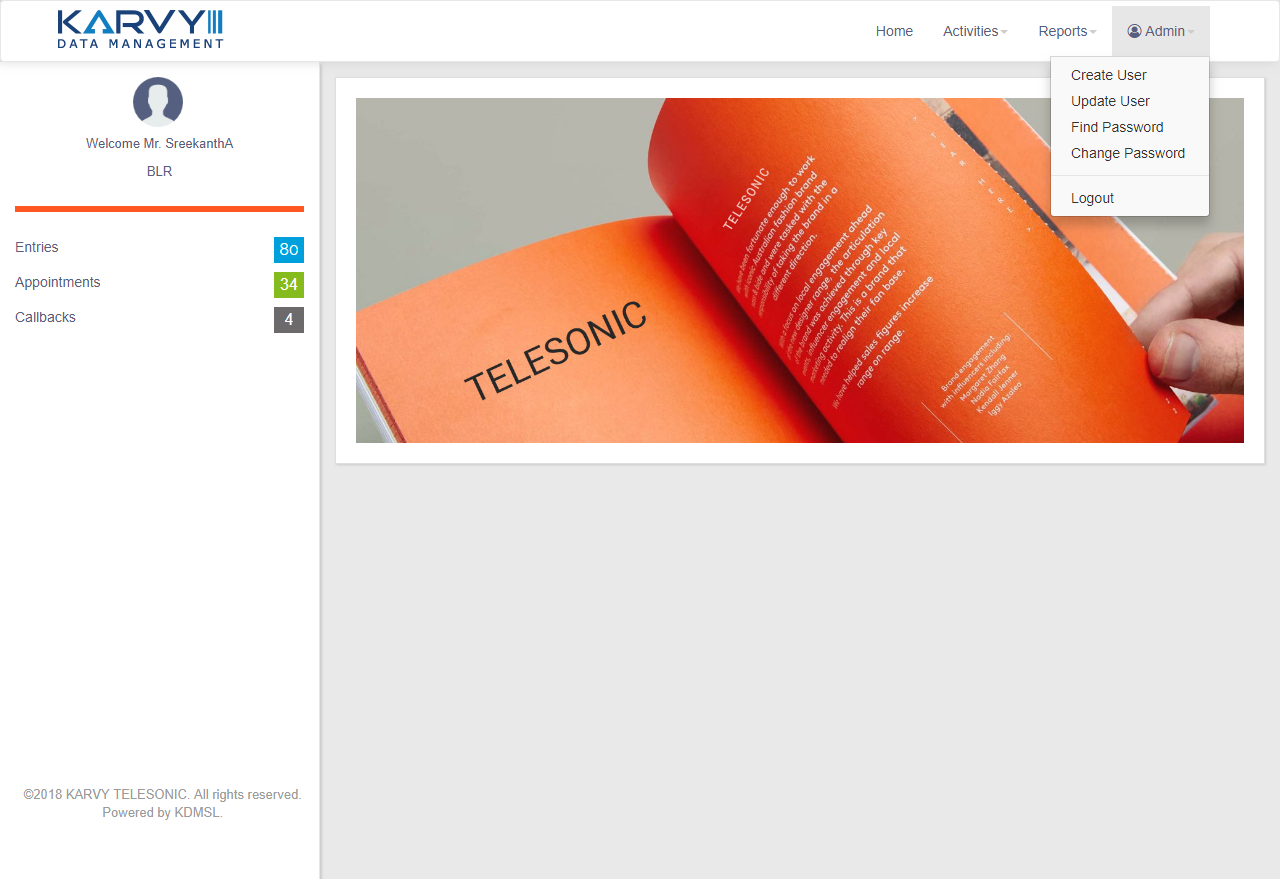 KARVY
DATA MANAGEMENT
Home
Activities
Reports
Admin
Create User
Update User
Find Password
Change Password
Logout
Welcome Mr. SreekanthA
BLR
Entries
80
Appointments
34
Callbacks
4
TELESONIC
TELESONIC
We have been fortunate enough to work
with iconic Australian fashion brand
and were tasked with the
responsibility of taking the brand in a
different direction.
With a focus on local engagement ahead
of the new designer range, the articulation
of the brand was achieved through key
events, influencer engagement and local
marketing activity. This is a brand that
needed to realign their fan base.
We have helped sales figures increase
range on range.
Brand engagement
with influencers including:
Margaret Zhang
Nadia Fairfax
Kendall Jenner
Iggy Azalea
TEAR HERE
©2018 KARVY TELESONIC. All rights reserved.
Powered by KDMSL.